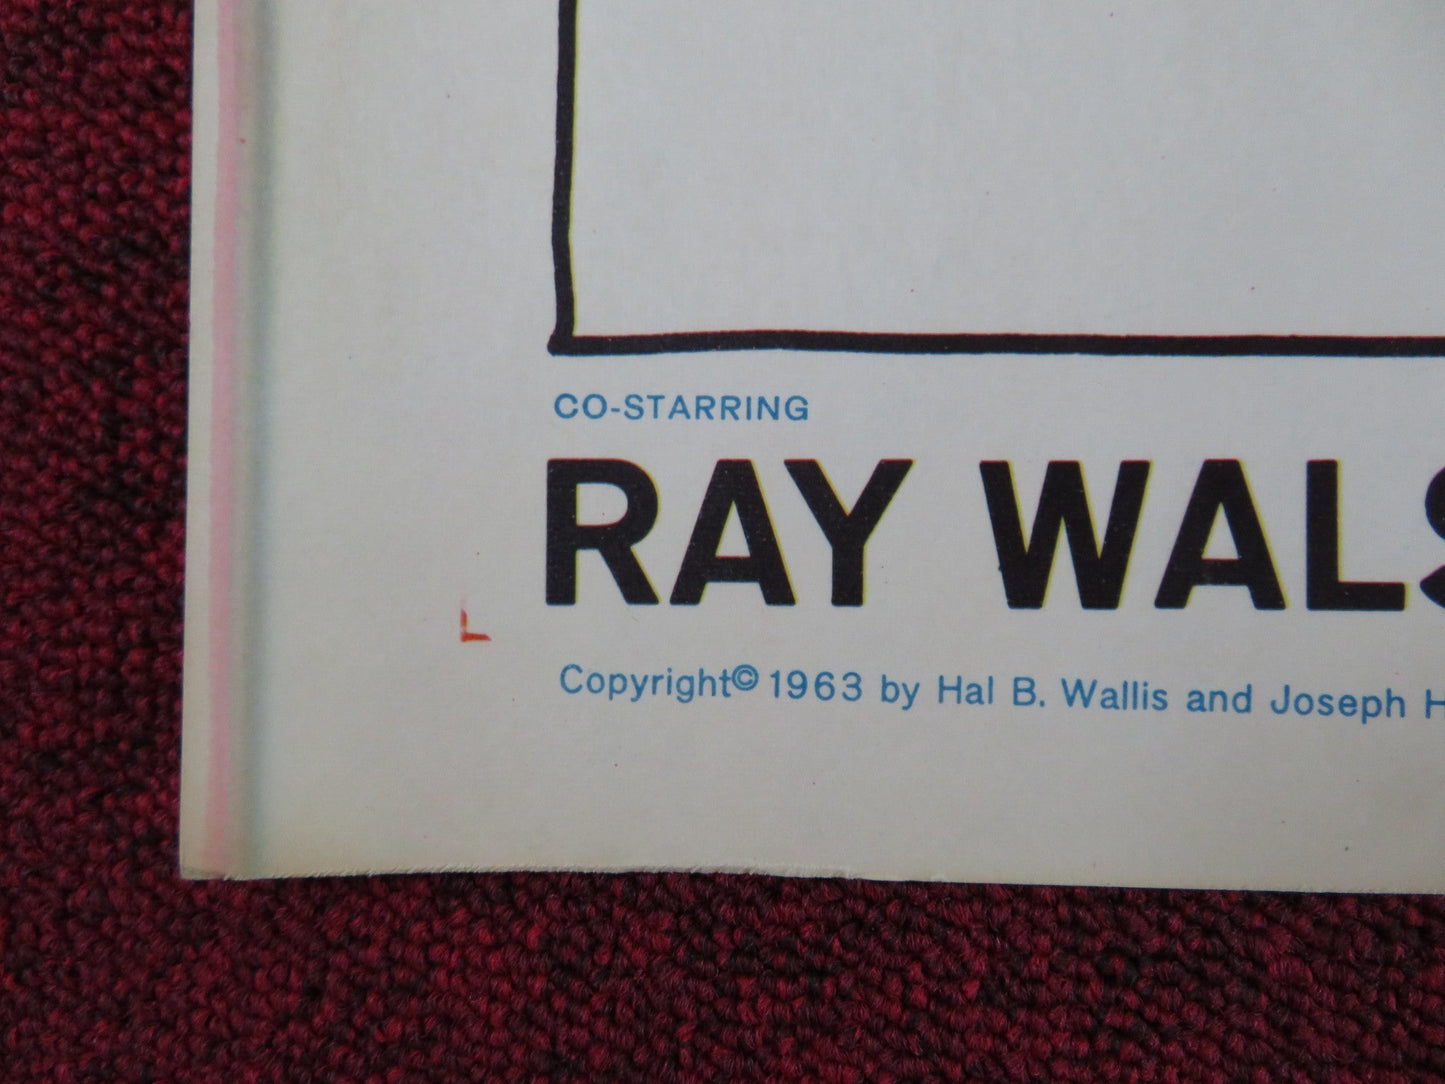 CO-STARRING
RAY WALS
Copyright© 1963 by Hal B. Wallis and Joseph H